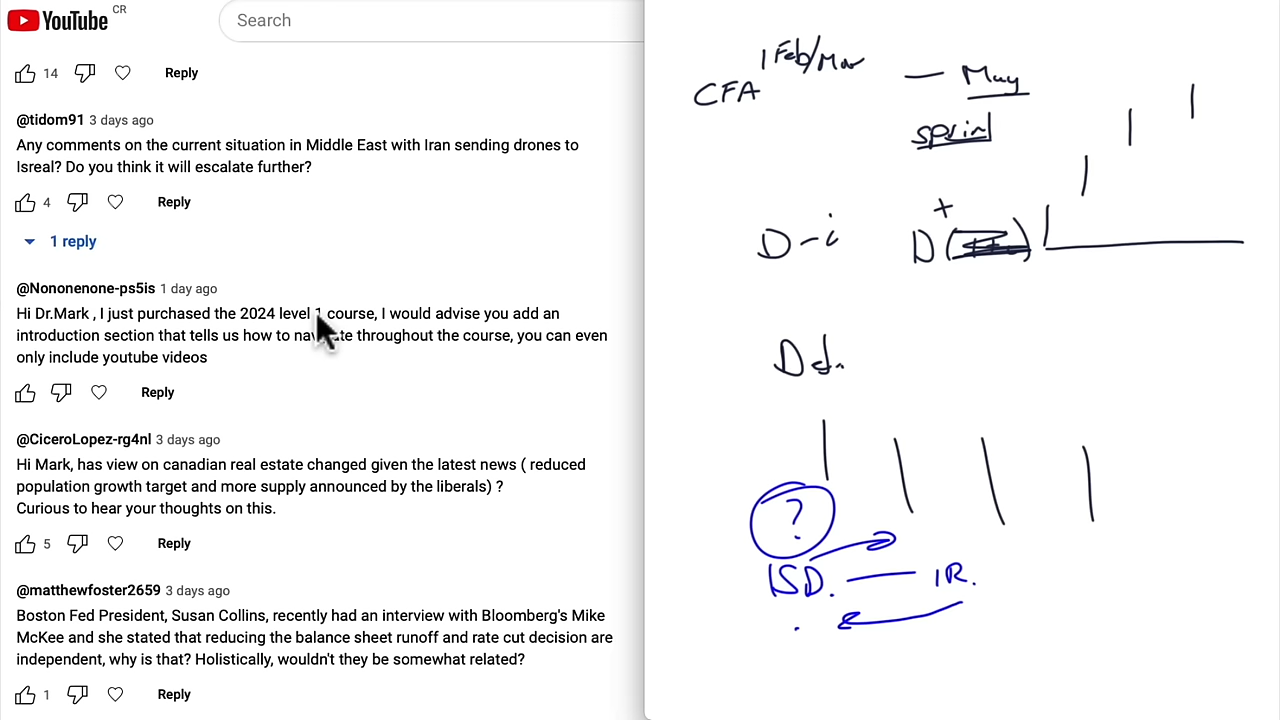 YouTube CR
Search
14 Reply
@tidom91 3 days ago
Any comments on the current situation in Middle East with Iran sending drones to
Isreal? Do you think it will escalate further?
4 Reply
1 reply
@Nononenone-ps5is 1 day ago
Hi Dr.Mark , I just purchased the 2024 level 1 course, I would advise you add an
introduction section that tells us how to throughout the course, you can even
only include youtube videos
Reply
@CiceroLopez-rg4nl 3 days ago
Hi Mark, has view on canadian real estate changed given the latest news ( reduced
population growth target and more supply announced by the liberals) ?
Curious to hear your thoughts on this.
5 Reply
@matthewfoster2659 3 days ago
Boston Fed President, Susan Collins, recently had an interview with Bloomberg's Mike
McKee and she stated that reducing the balance sheet runoff and rate cut decision are
independent, why is that? Holistically, wouldn't they be somewhat related?
1 Reply
CFA 1 Feb/Mar — May
D-i D+
?
ISD. — IR.